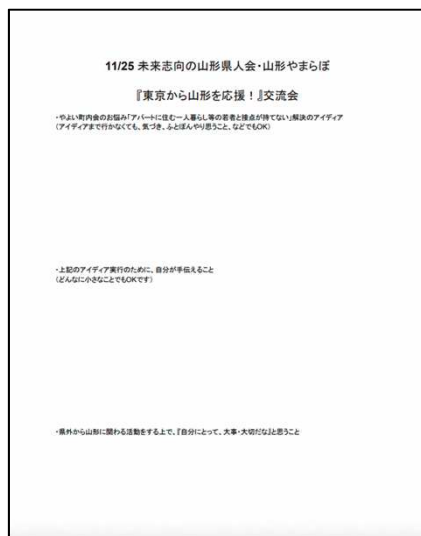 11/25 未来志向の山形県人会・山形やまらぼ
『東京から山形を応援！』交流会
・やよい町内会のお悩み「アパートに住む一人暮らし等の若者と接点が持てない」解決のアイディア
（アイディアまで行かなくても、気づき、ふとぼんやり思うこと、などでもOK）
・上記のアイディア実行のために、自分が手伝えること
（どんなに小さなことでもOKです）
・県外から山形に関わる活動をする上で、『自分にとって、大事・大切だな』と思うこと